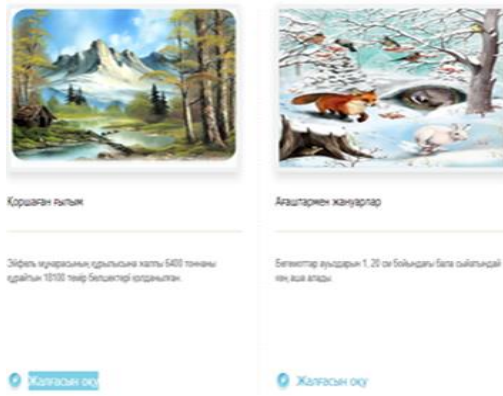 Қоршаған ғылым
Эйфель мұнарасының құрылысына жалпы 6400 тоннаны
құрайтын 18100 темір бөлшектері қолданылған.
Жалғасын оқу
Ағаштармен жануарлар
Бегемоттар ауыздарын 1, 20 см бойындағы бала сыйатындай
кең аша алады.
Жалғасын оқу